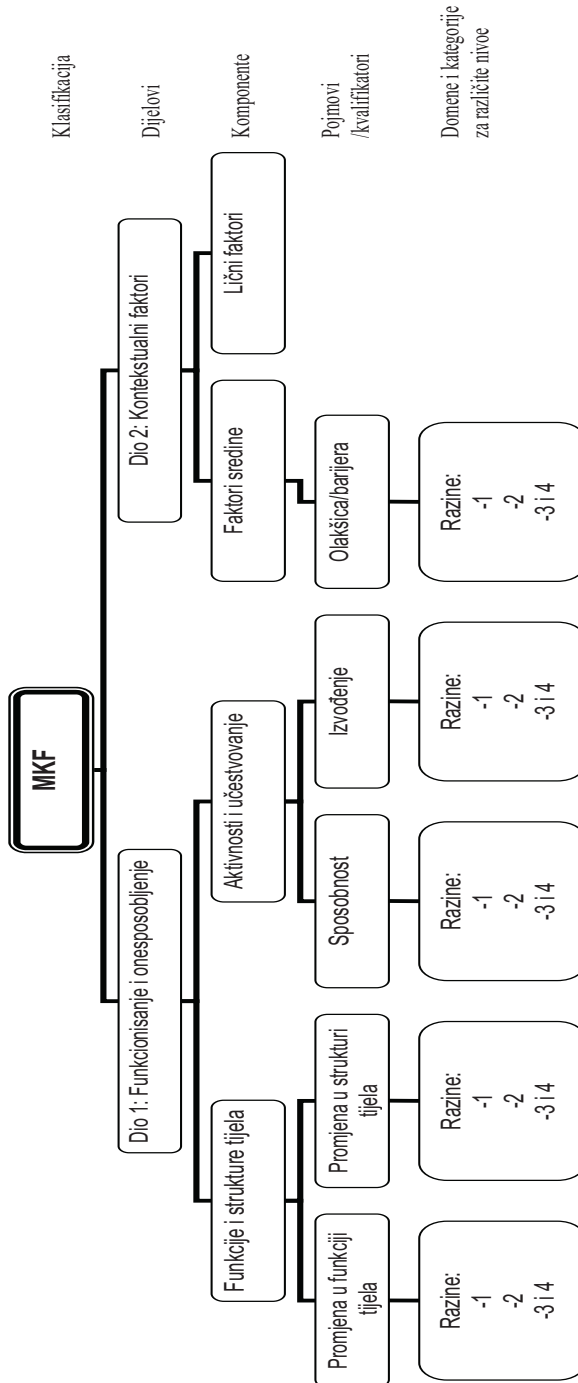 MKF
Klasifikacija
Dio 1: Funkcionisanje i onesposobljenje
Dio 2: Kontekstualni faktori
Dijelovi
Funkcije i strukture tijela
Aktivnosti i učestvovanje
Faktori sredine
Lični faktori
Komponente
Promjena u funkciji
tijela
Promjena u strukturi
tijela
Sposobnost
Izvođenje
Olakšica/barijera
Pojmovi
/kvalifikatori
Razine:
-1
-2
-3 i 4
Razine:
-1
-2
-3 i 4
Razine:
-1
-2
-3 i 4
Razine:
-1
-2
-3 i 4
Razine:
-1
-2
-3 i 4
Domene i kategorije
za različite nivoe